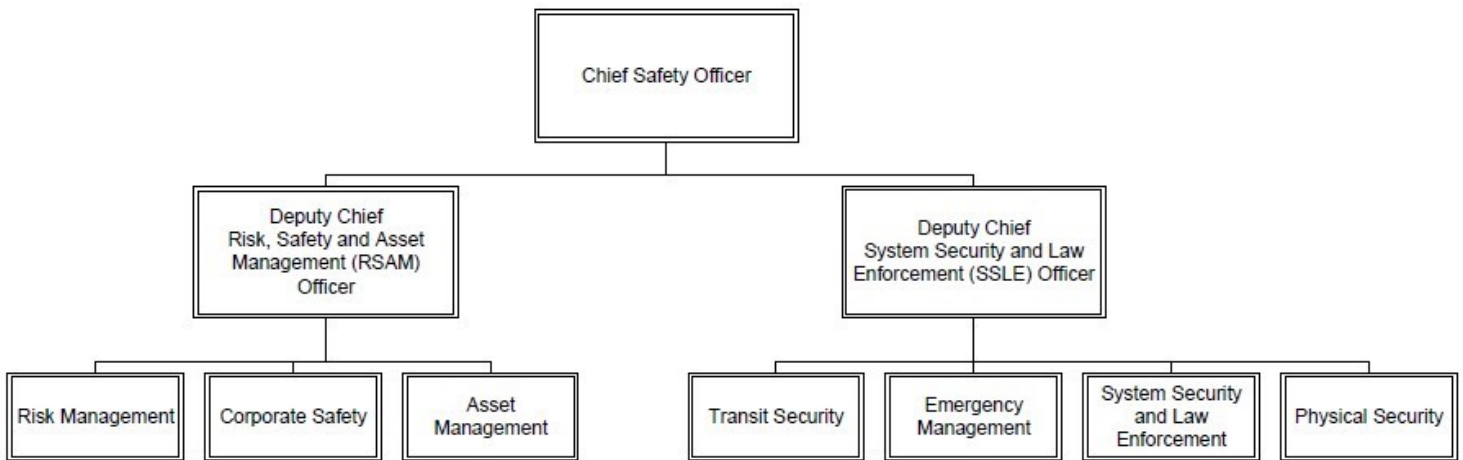 Chief Safety Officer
Deputy Chief
Risk, Safety and Asset
Management (RSAM)
Officer
Deputy Chief
System Security and Law
Enforcement (SSLE) Officer
Risk Management
Corporate Safety
Asset
Management
Transit Security
Emergency
Management
System Security
and Law
Enforcement
Physical Security